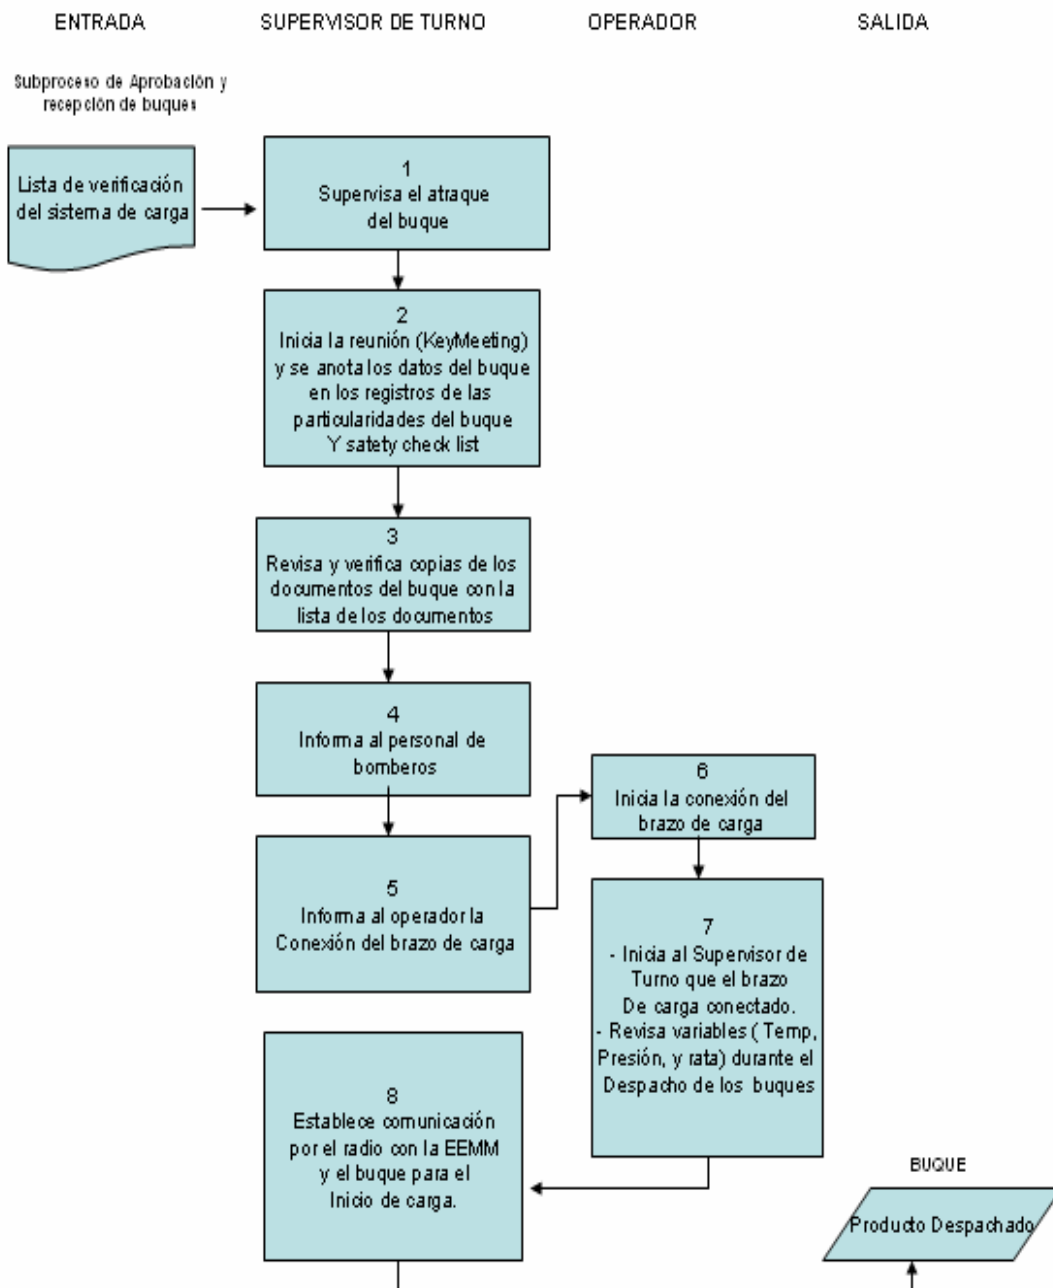 ENTRADA
SUPERVISOR DE TURNO
OPERADOR
SALIDA
Subproceso de Aprobación y
recepción de buques
Lista de verificación
del sistema de carga
1
Supervisa el atraque
del buque
2
Inicia la reunión (KeyMeeting)
y se anota los datos del buque
en los registros de las
particularidades del buque
Y satety check list
3
Revisa y verifica copias de los
documentos del buque con la
lista de los documentos
4
Informa al personal de
bomberos
5
Informa al operador la
Conexión del brazo de carga
6
Inicia la conexión del
brazo de carga
7
- Inicia al Supervisor de
Turno que el brazo
De carga conectado.
- Revisa variables ( Temp,
Presión, y rata) durante el
Despacho de los buques
8
Establece comunicación
por el radio con la EEMM
y el buque para el
Inicio de carga.
BUQUE
Producto Despachado